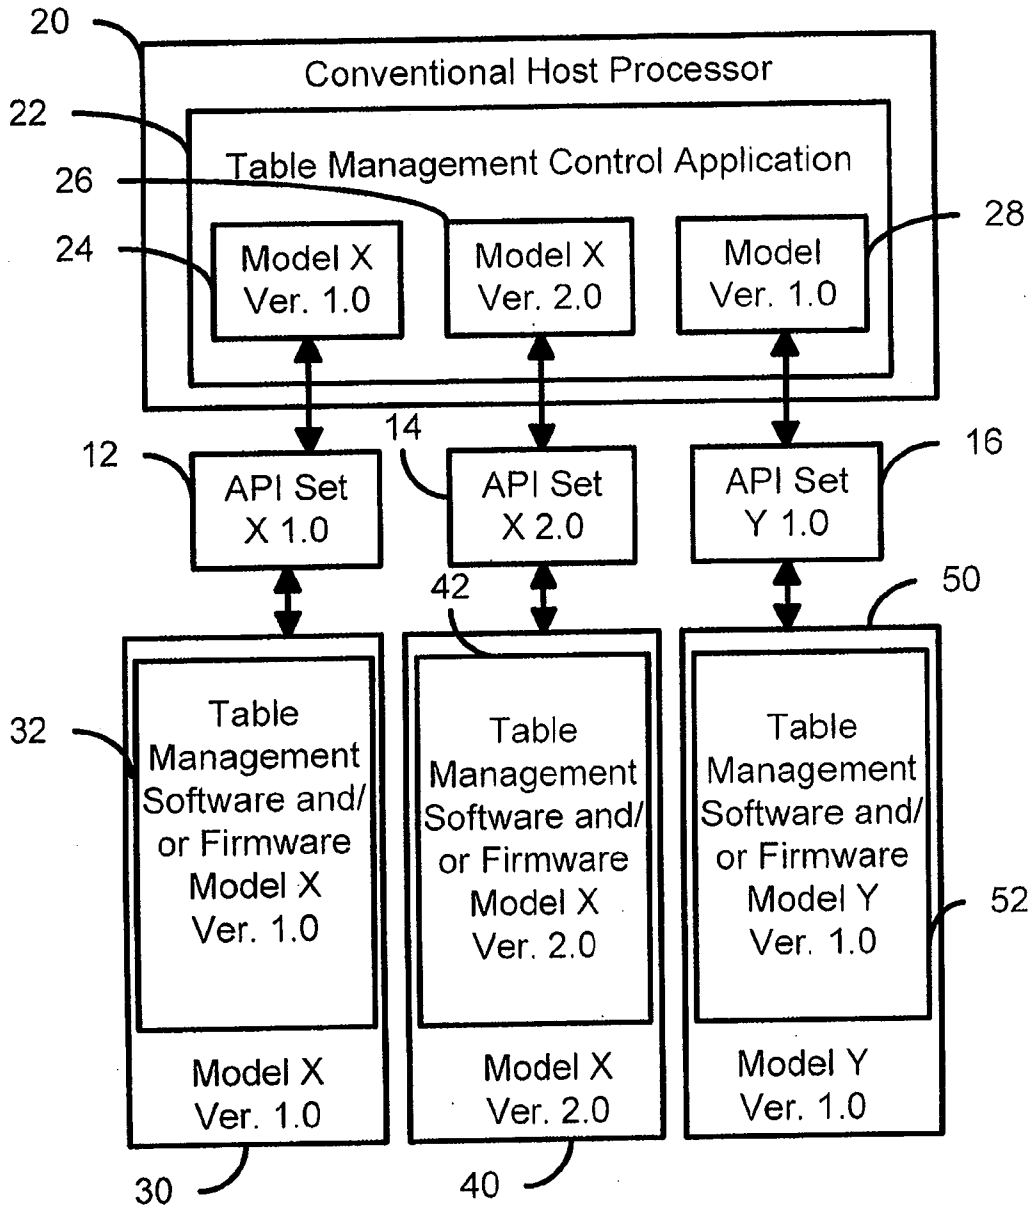 20
Conventional Host Processor
22
Table Management Control Application
26
28
24
Model X
Ver. 1.0
Model X
Ver. 2.0
Model
Ver. 1.0
12
14
16
API Set
X 1.0
API Set
X 2.0
API Set
Y 1.0
42
50
32
Table
Management
Software and/
or Firmware
Model X
Ver. 1.0
Table
Management
Software and/
or Firmware
Model X
Ver. 2.0
Table
Management
Software and/
or Firmware
Model Y
Ver. 1.0
52
Model X
Ver. 1.0
Model X
Ver. 2.0
Model Y
Ver. 1.0
30
40